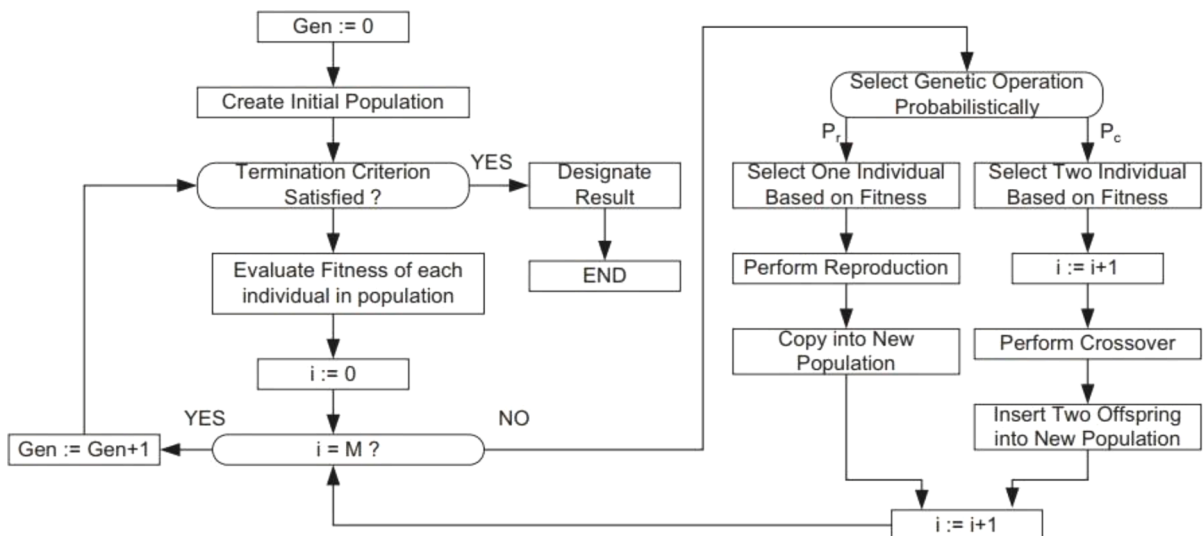 Gen := 0
Create Initial Population
Termination Criterion
Satisfied ?
YES
Designate
Result
END
Evaluate Fitness of each
individual in population
i := 0
YES
i = M ?
NO
Gen := Gen+1
Select Genetic Operation
Probabilistically
Pr
Pc
Select One Individual
Based on Fitness
Perform Reproduction
Copy into New
Population
Select Two Individual
Based on Fitness
i := i+1
Perform Crossover
Insert Two Offspring
into New Population
i := i+1